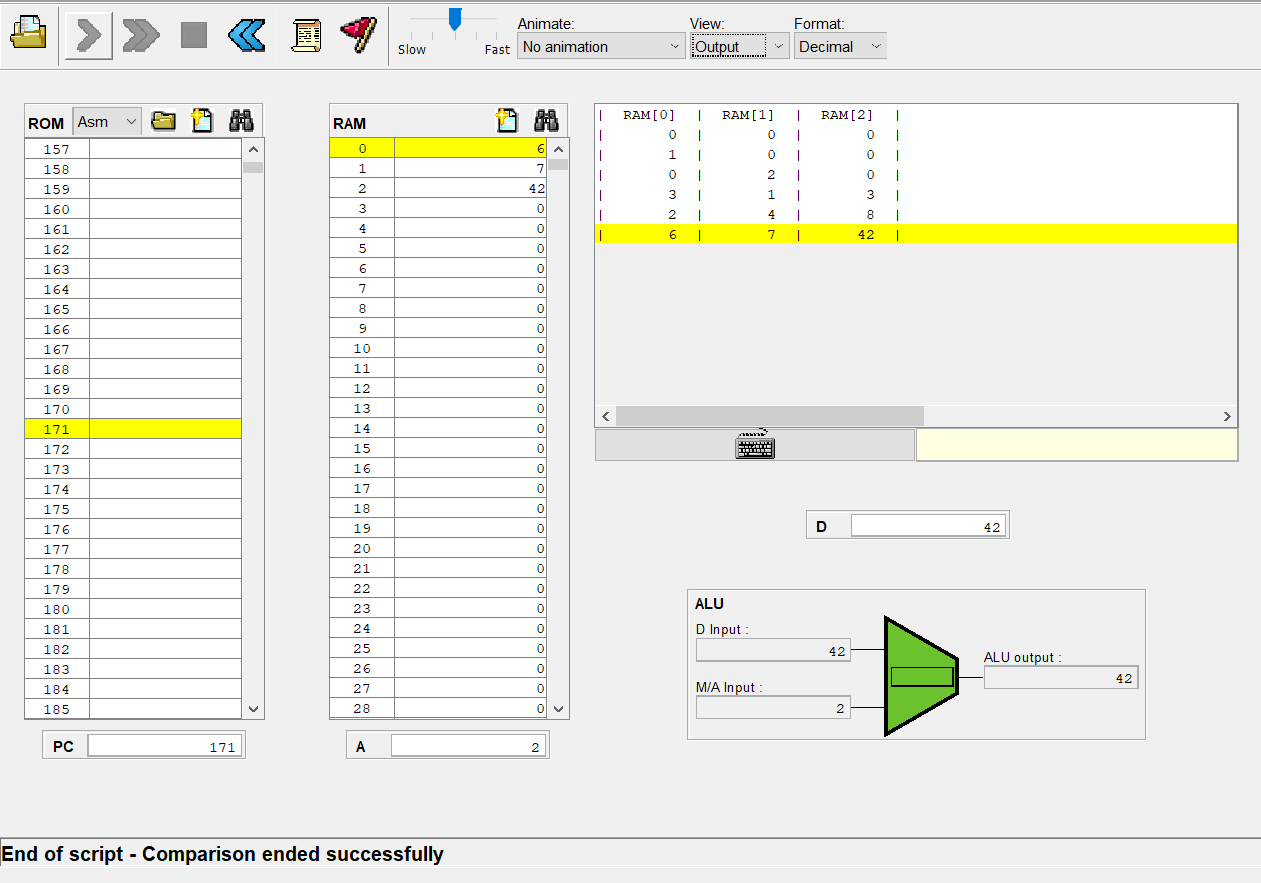 Slow Fast
Animate:
No animation
View:
Output
Format:
Decimal
ROM Asm
157
158
159
160
161
162
163
164
165
166
167
168
169
170
171
172
173
174
175
176
177
178
179
180
181
182
183
184
185
PC 171
RAM
0 6
1 7
2 42
3 0
4 0
5 0
6 0
7 0
8 0
9 0
10 0
11 0
12 0
13 0
14 0
15 0
16 0
17 0
18 0
19 0
20 0
21 0
22 0
23 0
24 0
25 0
26 0
27 0
28 0
A 2
| RAM[0] | RAM[1] | RAM[2] |
| 0 | 0 | 0 |
| 1 | 0 | 0 |
| 0 | 2 | 0 |
| 3 | 1 | 3 |
| 2 | 4 | 8 |
| 6 | 7 | 42 |
D 42
ALU
D Input :
42
M/A Input :
2
ALU output :
42
End of script - Comparison ended successfully